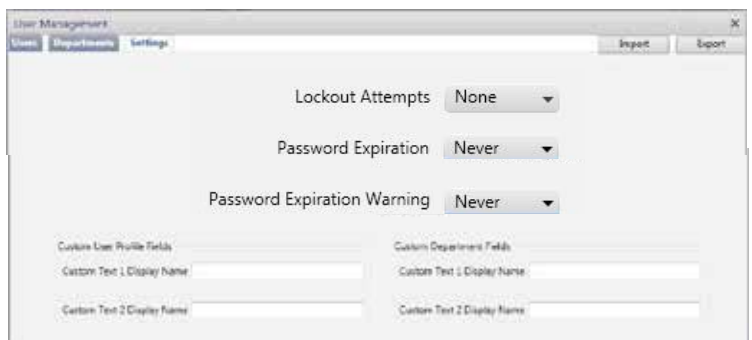 User Management
Users Departments Settings Import Export
Lockout Attempts None
Password Expiration Never
Password Expiration Warning Never
Custom User Profile Fields Custom Department Fields
Custom Text 1 Display Name Custom Text 1 Display Name
Custom Text 2 Display Name Custom Text 2 Display Name